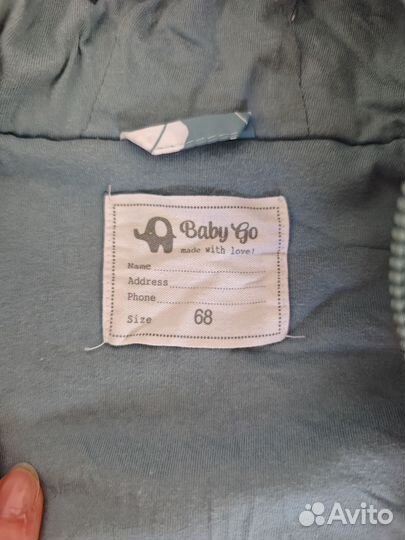 Baby Go
made with love!
Name
Address
Phone
Size 68
Avito